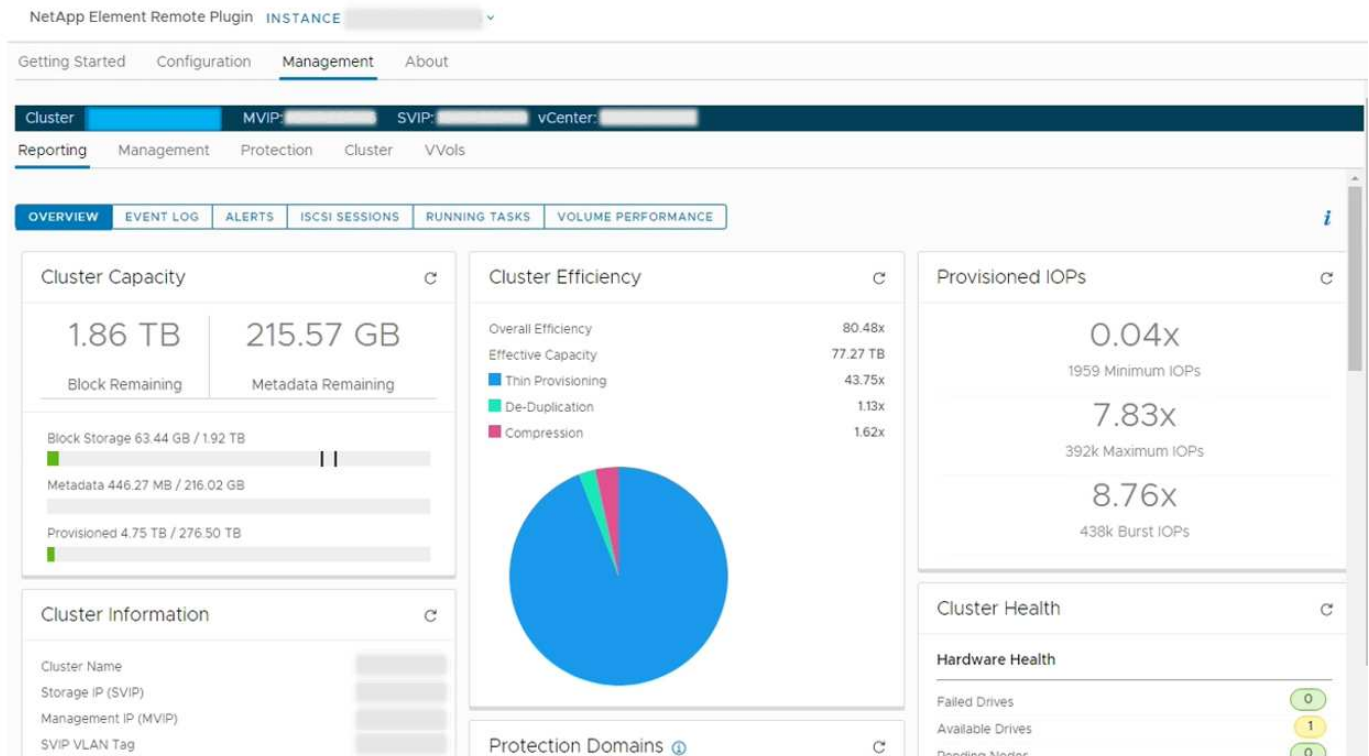 NetApp Element Remote Plugin INSTANCE
Getting Started Configuration Management About
Cluster MVIP: SVIP: vCenter:
Reporting Management Protection Cluster VVols
OVERVIEW EVENT LOG ALERTS ISCSI SESSIONS RUNNING TASKS VOLUME PERFORMANCE i
Cluster Capacity
1.86 TB 215.57 GB
Block Remaining Metadata Remaining
Block Storage 63.44 GB / 1.92 TB
Metadata 446.27 MB / 216.02 GB
Provisioned 4.75 TB / 276.50 TB
Cluster Information
Cluster Name
Storage IP (SVIP)
Management IP (MVIP)
SVIP VLAN Tag
Cluster Efficiency
Overall Efficiency 80.48x
Effective Capacity 77.27 TB
Thin Provisioning 43.75x
De-Duplication 1.13x
Compression 1.62x
Protection Domains
Provisioned IOPs
0.04x
1959 Minimum IOPs
7.83x
392k Maximum IOPs
8.76x
438k Burst IOPs
Cluster Health
Hardware Health
Failed Drives 0
Available Drives 1
Pending Nodes 0